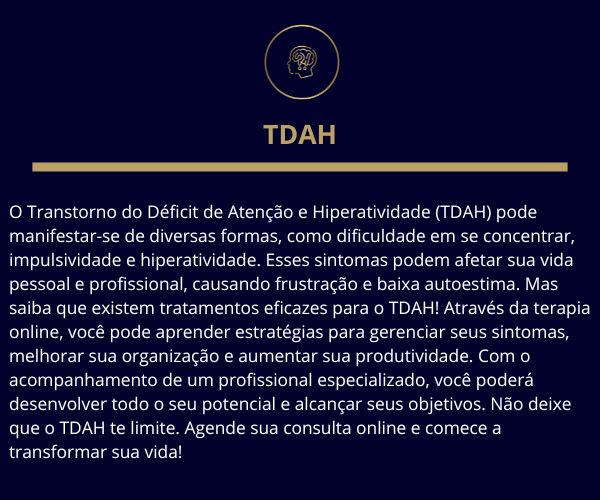 TDAH
O Transtorno do Déficit de Atenção e Hiperatividade (TDAH) pode
manifestar-se de diversas formas, como dificuldade em se concentrar,
impulsividade e hiperatividade. Esses sintomas podem afetar sua vida
pessoal e profissional, causando frustração e baixa autoestima. Mas
saiba que existem tratamentos eficazes para o TDAH! Através da terapia
online, você pode aprender estratégias para gerenciar seus sintomas,
melhorar sua organização e aumentar sua produtividade. Com o
acompanhamento de um profissional especializado, você poderá
desenvolver todo o seu potencial e alcançar seus objetivos. Não deixe
que o TDAH te limite. Agende sua consulta online e comece a
transformar sua vida!